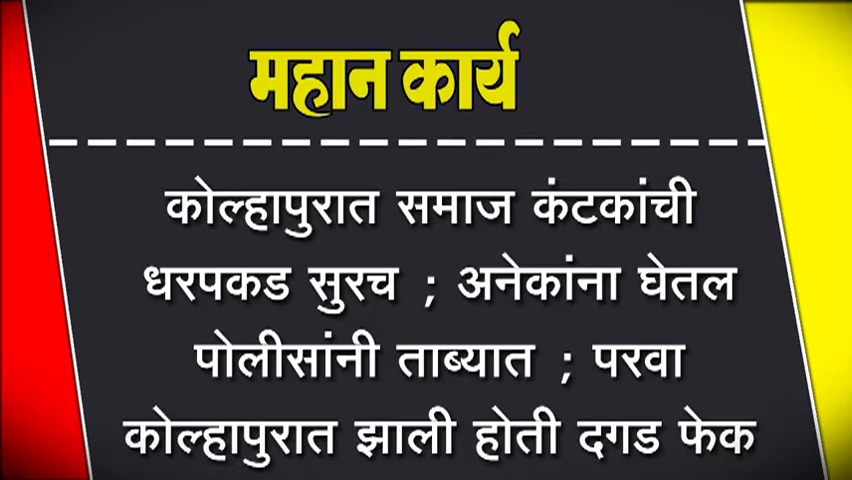 महान कार्य
कोल्हापुरात समाज कंटकांची
धरपकड सुरच ; अनेकांना घेतल
पोलीसांनी ताब्यात ; परवा
कोल्हापुरात झाली होती दगड फेक